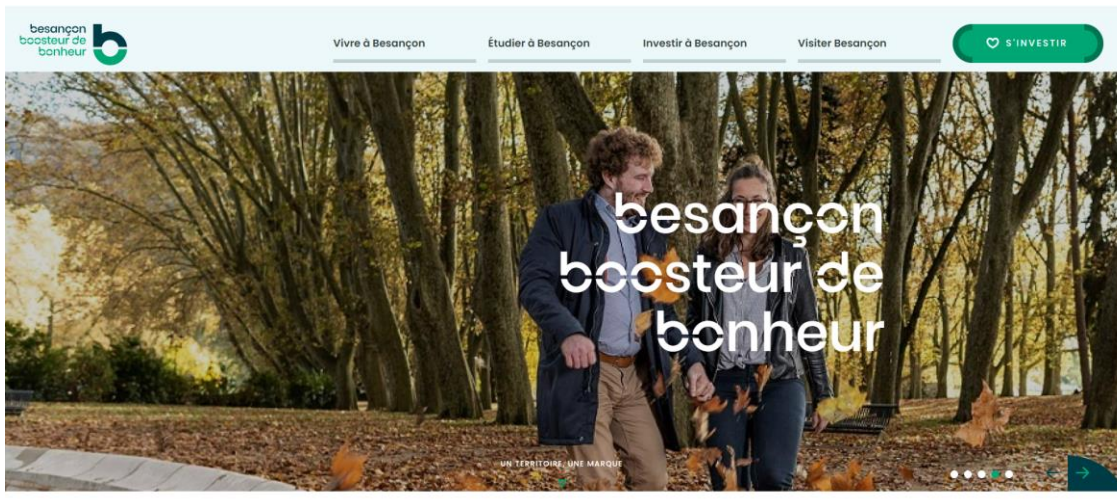 besançon
boosteur de
bonheur
Vivre à Besançon
Étudier à Besançon
Investir à Besançon
Visiter Besançon
S'INVESTIR
besançon
boosteur de
bonheur
UN TERRITOIRE, UNE MARQUE